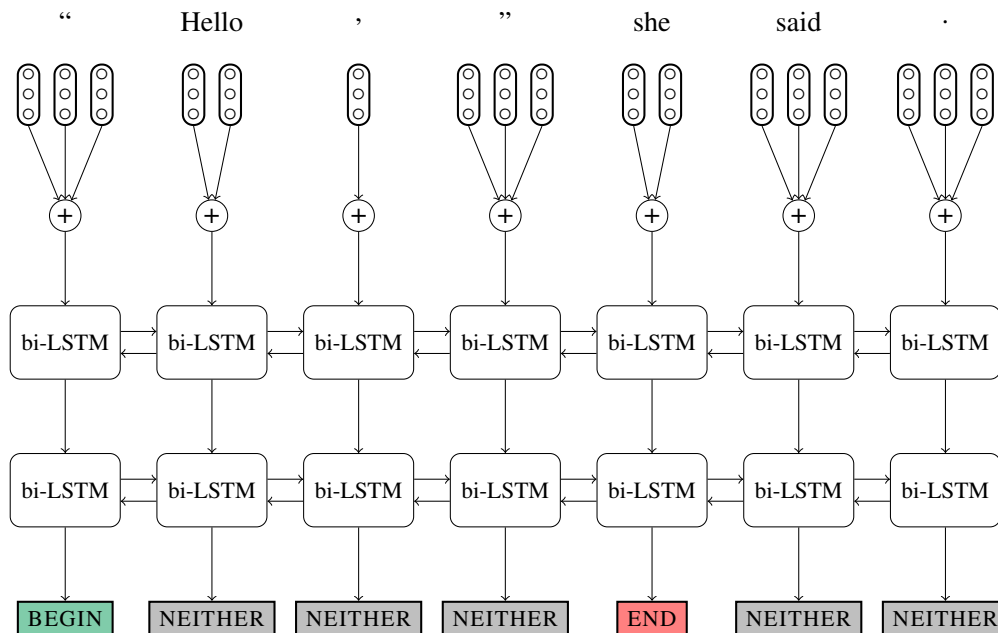 “ Hello , ” she said .
+ + + + + + +
bi-LSTM bi-LSTM bi-LSTM bi-LSTM bi-LSTM bi-LSTM bi-LSTM
bi-LSTM bi-LSTM bi-LSTM bi-LSTM bi-LSTM bi-LSTM bi-LSTM
BEGIN NEITHER NEITHER NEITHER END NEITHER NEITHER